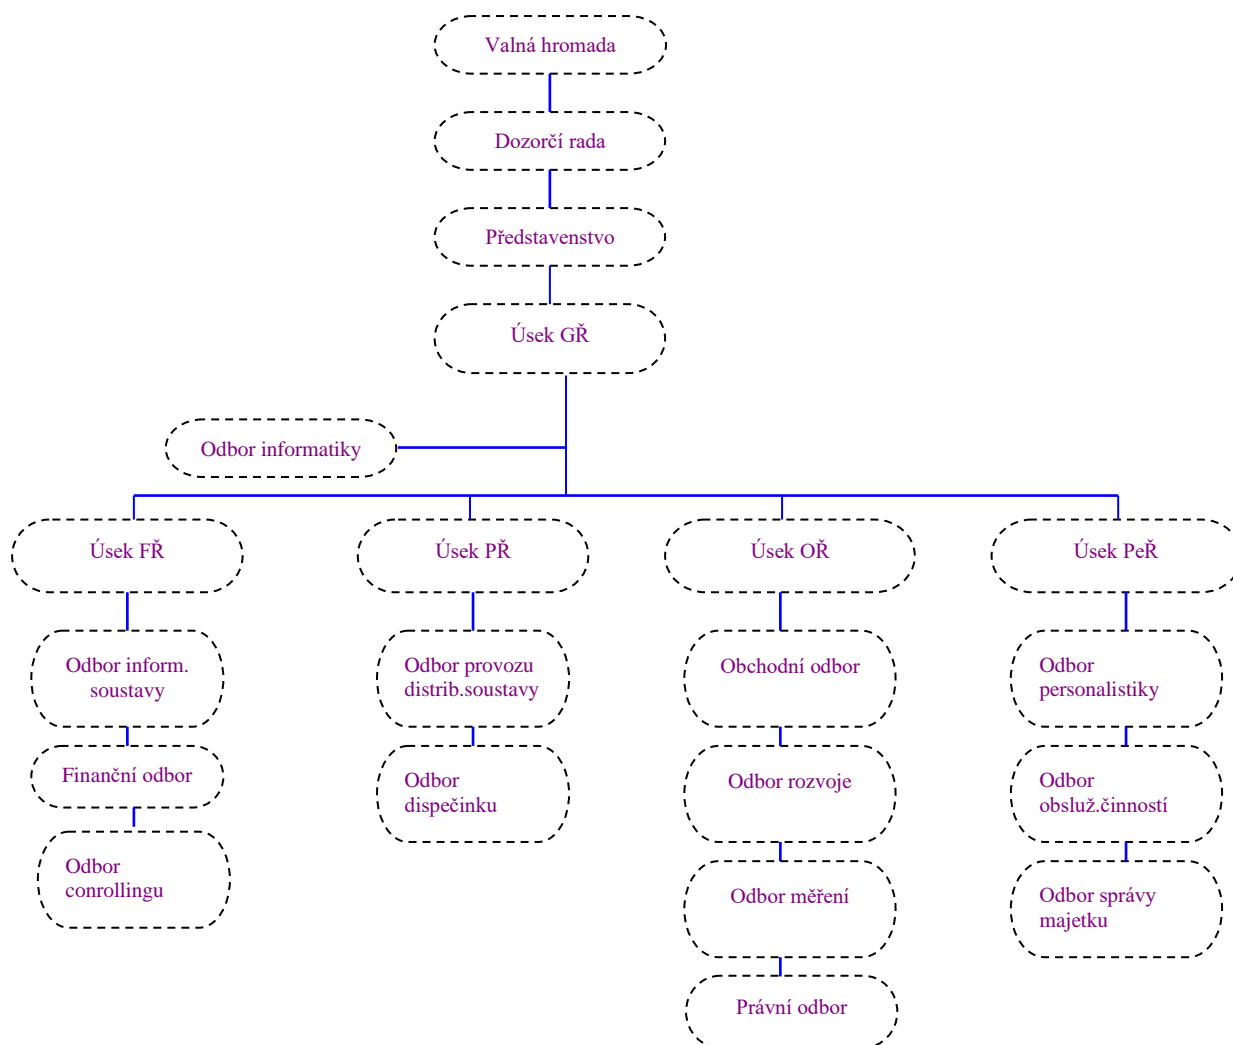 Valná hromada
Dozorčí rada
Představenstvo
Úsek GŘ
Odbor informatiky
Úsek FŘ
Úsek PŘ
Úsek OŘ
Úsek PeŘ
Odbor inform.
soustavy
Odbor provozu
distrib.soustavy
Obchodní odbor
Odbor
personalistiky
Finanční odbor
Odbor
dispečinku
Odbor rozvoje
Odbor
obsluž.činností
Odbor
conrollingu
Odbor měření
Odbor správy
majetku
Právní odbor